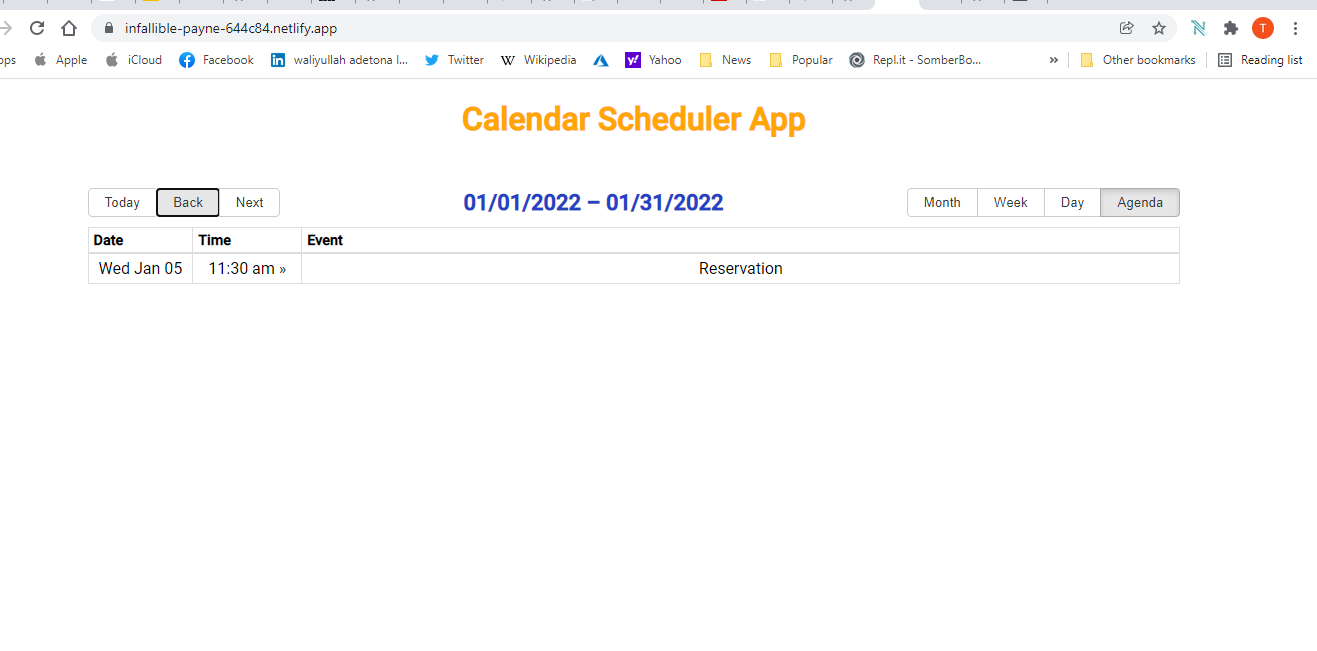 infallible-payne-644c84.netlify.app
T
Apple iCloud Facebook waliyullah adetona l... Twitter Wikipedia Yahoo News Popular Repl.it - SomberBo... » Other bookmarks Reading list
Calendar Scheduler App
Today Back Next 01/01/2022 – 01/31/2022 Month Week Day Agenda
Date Time Event
Wed Jan 05 11:30 am » Reservation